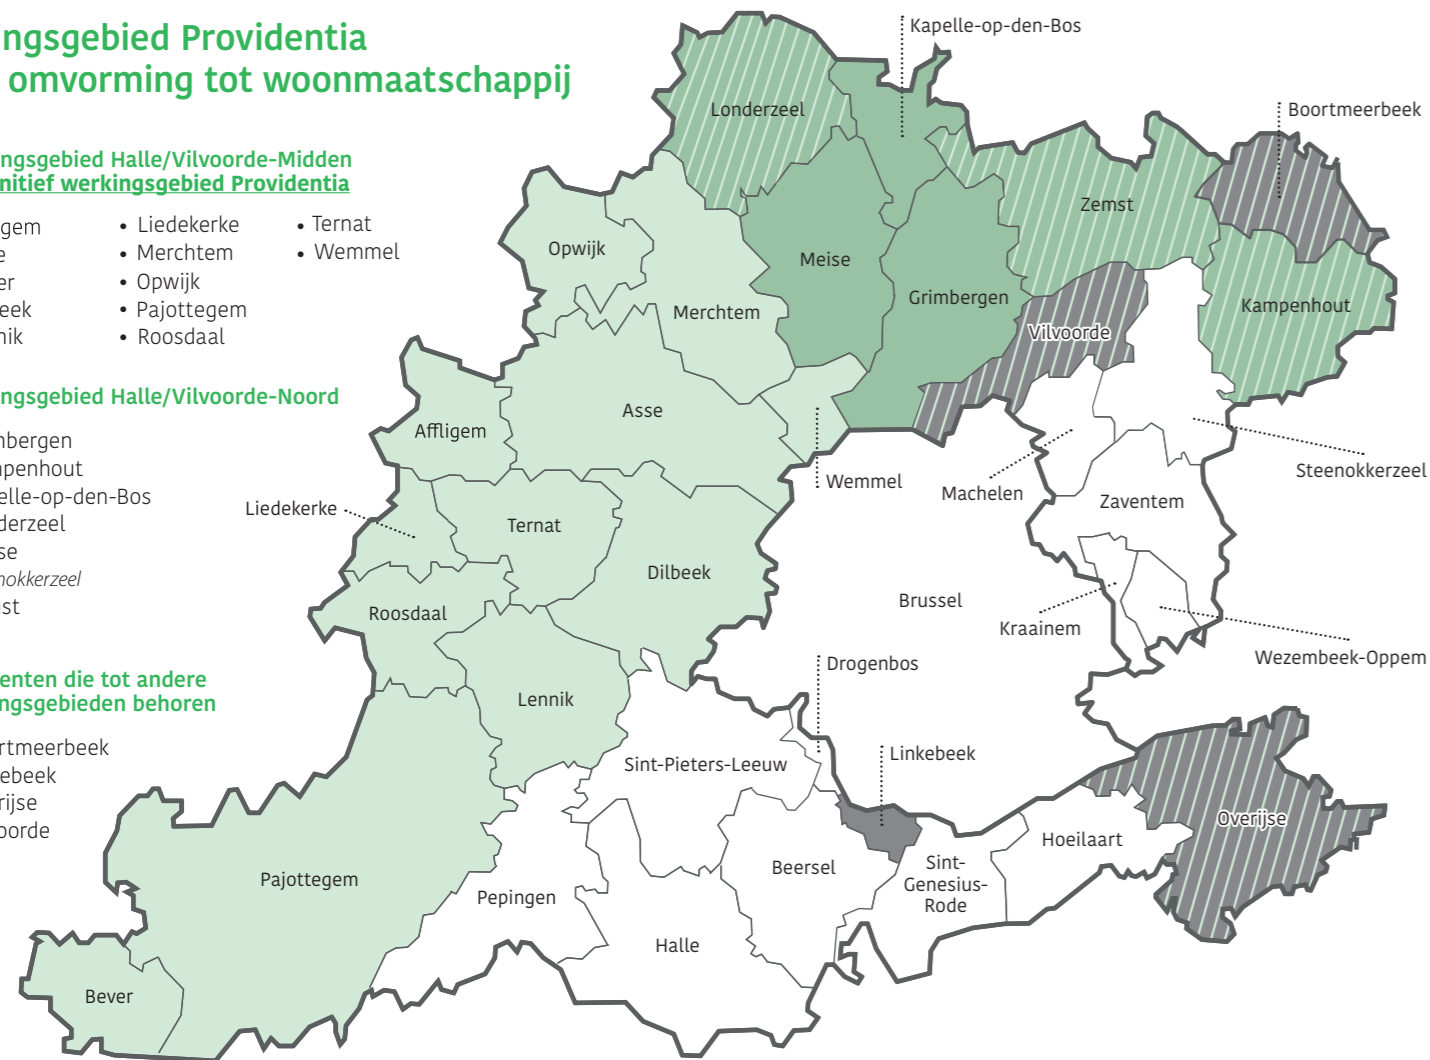 ngsgebied Providentia
omvorming tot woonmaatschappij
ngsgebied Halle/Vilvoorde-Midden
nitief werkingsgebied Providentia
gem
e
er
eek
nik
• Liedekerke
• Merchtem
• Opwijk
• Pajottegem
• Roosdaal
• Ternat
• Wemmel
ngsgebied Halle/Vilvoorde-Noord
nbergen
npenhout
elle-op-den-Bos
derzeel
se
nokkerzeel
st
enten die tot andere
ngsgebieden behoren
rtmeerbeek
ebeek
rijse
oorde
Kapelle-op-den-Bos
Londerzeel
Boortmeerbeek
Zemst
Opwijk
Meise
Grimbergen
Kampenhout
Merchtem
Vilvoorde
Asse
Affligem
Wemmel
Machelen
Steenokkerzeel
Zaventem
Liedekerke
Ternat
Dilbeek
Brussel
Roosdaal
Kraainem
Wezembeek-Oppem
Drogenbos
Lennik
Linkebeek
Sint-Pieters-Leeuw
Overijse
Hoeilaart
Beersel
Sint-
Genesius-
Rode
Pajottegem
Pepingen
Halle
Bever